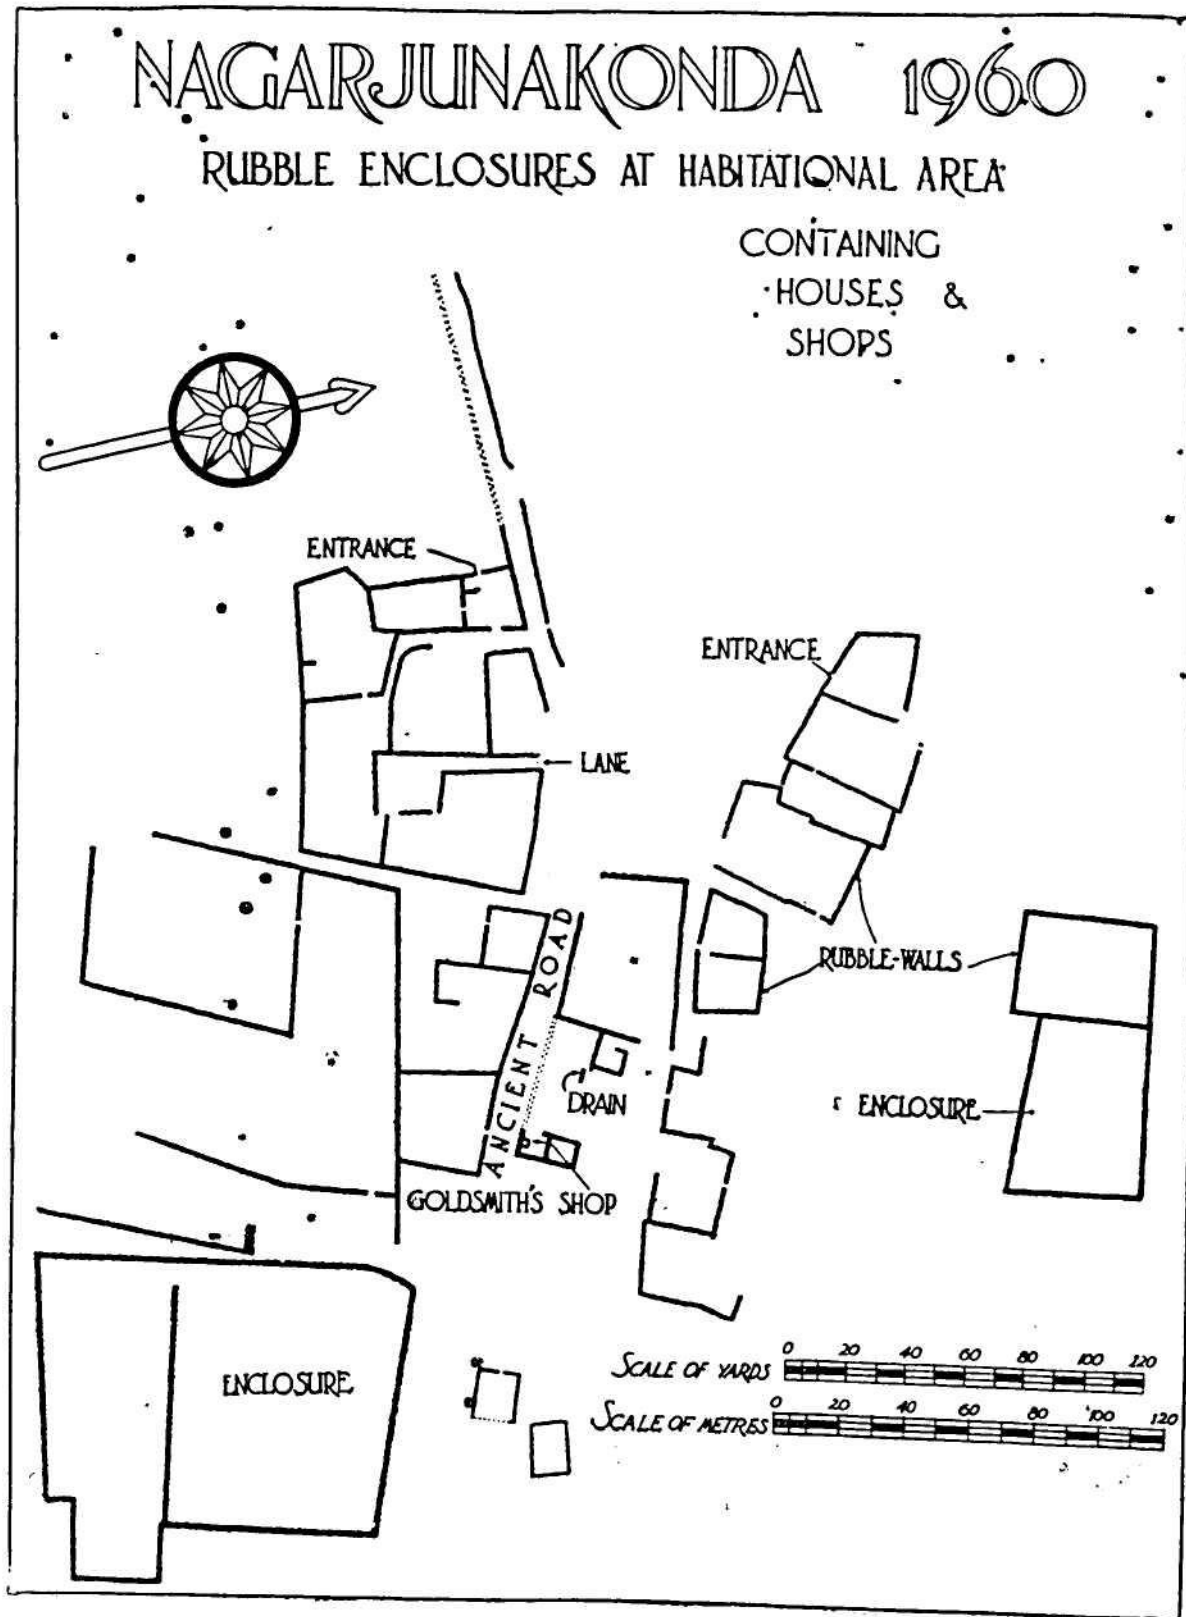 NAGARJUNAKONDA 1960
RUBBLE ENCLOSURES AT HABITATIONAL AREA
CONTAINING
HOUSES &
SHOPS
ENTRANCE
ENTRANCE
LANE
ANCIENT ROAD
RUBBLE-WALLS
DRAIN
ENCLOSURE
GOLDSMITH'S SHOP
ENCLOSURE
SCALE OF YARDS 0 20 40 60 80 100 120
SCALE OF METRES 0 20 40 60 80 100 120